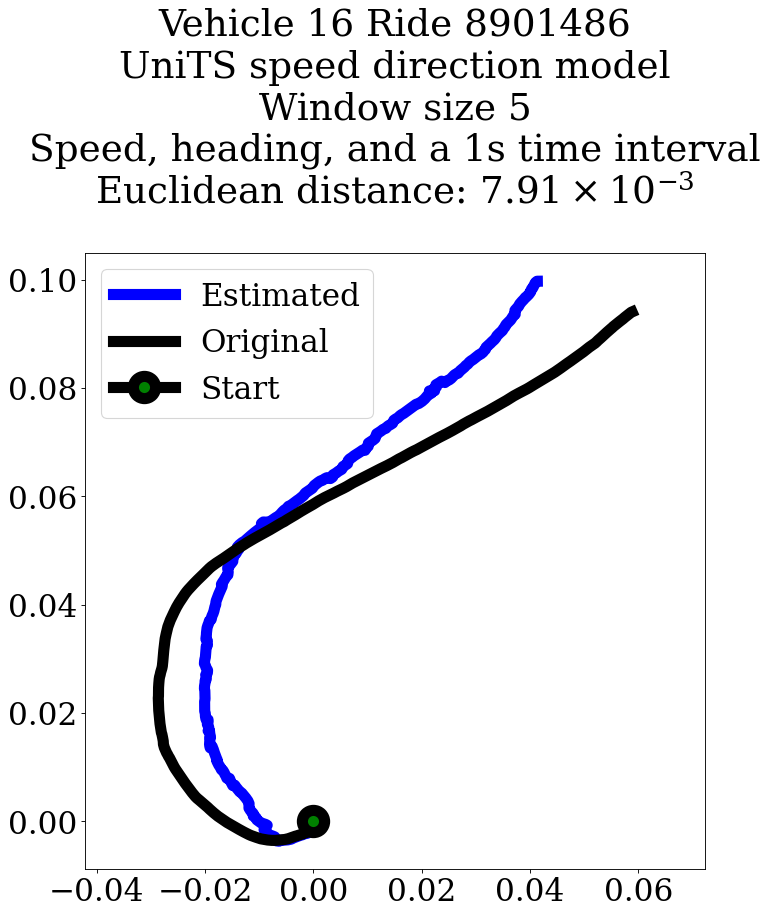 Vehicle 16 Ride 8901486
UniTS speed direction model
Window size 5
Speed, heading, and a 1s time interval
Euclidean distance: 7.91 × 10⁻³
Estimated
Original
Start
0.10
0.08
0.06
0.04
0.02
0.00
−0.04 −0.02 0.00 0.02 0.04 0.06